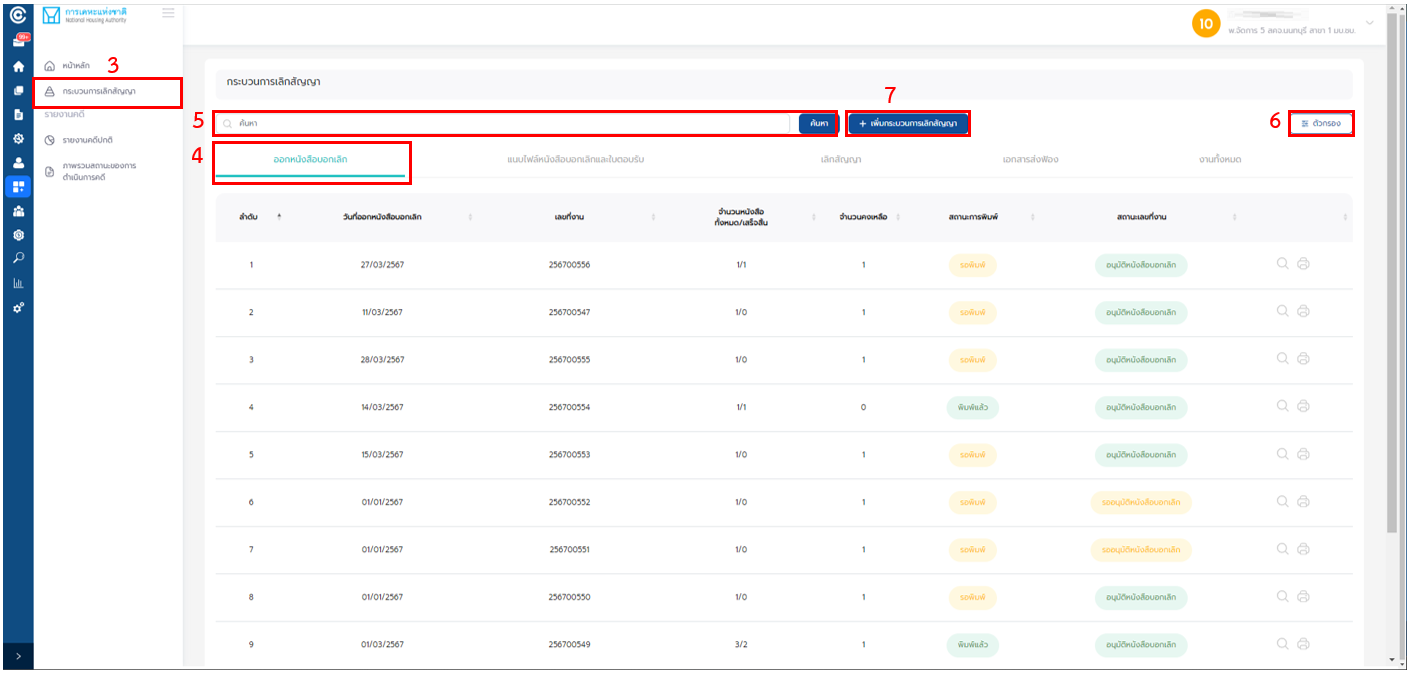 การเคหะแห่งชาติ
National Housing Authority
10
พ.จัดการ 5 สคจ.นนทบุรี สาขา 1 มบ.ชน.
99+
หน้าหลัก
3
กระบวนการเลิกสัญญา
รายงานคดี
รายงานคดีปกติ
ภาพรวมสถานะของการ
ดำเนินการคดี
กระบวนการเลิกสัญญา
5
ค้นหา
ค้นหา
7
+ เพิ่มกระบวนการเลิกสัญญา
6
ตัวกรอง
4
ออกหนังสือบอกเลิก
แนบไฟล์หนังสือบอกเลิกและใบตอบรับ
เลิกสัญญา
เอกสารส่งฟ้อง
งานทั้งหมด
ลำดับ วันที่ออกหนังสือบอกเลิก เลขที่งาน จำนวนหนังสือ
ทั้งหมด/เสร็จสิ้น จำนวนคงเหลือ สถานะการพิมพ์ สถานะเลขที่งาน
1 27/03/2567 256700556 1/1 1 รอพิมพ์ อนุมัติหนังสือบอกเลิก
2 11/03/2567 256700547 1/0 1 รอพิมพ์ อนุมัติหนังสือบอกเลิก
3 28/03/2567 256700555 1/0 1 รอพิมพ์ อนุมัติหนังสือบอกเลิก
4 14/03/2567 256700554 1/1 0 พิมพ์แล้ว อนุมัติหนังสือบอกเลิก
5 15/03/2567 256700553 1/0 1 รอพิมพ์ อนุมัติหนังสือบอกเลิก
6 01/01/2567 256700552 1/0 1 รอพิมพ์ รออนุมัติหนังสือบอกเลิก
7 01/01/2567 256700551 1/0 1 รอพิมพ์ รออนุมัติหนังสือบอกเลิก
8 01/01/2567 256700550 1/0 1 รอพิมพ์ อนุมัติหนังสือบอกเลิก
9 01/03/2567 256700549 3/2 1 พิมพ์แล้ว อนุมัติหนังสือบอกเลิก